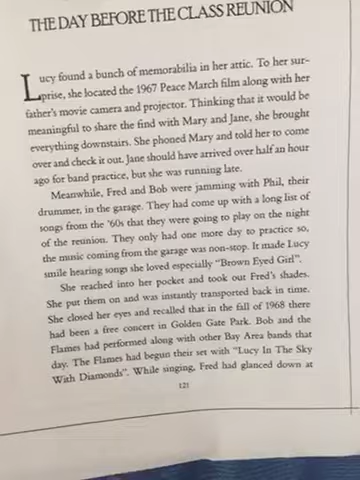 THE DAY BEFORE THE CLASS REUNION
Lucy found a bunch of memorabilia in her attic. To her sur-
prise, she located the 1967 Peace March film along with her
father's movie camera and projector. Thinking that it would be
meaningful to share the find with Mary and Jane, she brought
everything downstairs. She phoned Mary and told her to come
over and check it out. Jane should have arrived over half an hour
ago for band practice, but she was running late.
Meanwhile, Fred and Bob were jamming with Phil, their
drummer, in the garage. They had come up with a long list of
songs from the '60s that they were going to play on the night
of the reunion. They only had one more day to practice so,
the music coming from the garage was non-stop. It made Lucy
smile hearing songs she loved especially "Brown Eyed Girl".
She reached into her pocket and took out Fred's shades.
She put them on and was instantly transported back in time.
She closed her eyes and recalled that in the fall of 1968 there
had been a free concert in Golden Gate Park. Bob and the
Flames had performed along with other Bay Area bands that
day. The Flames had begun their set with "Lucy In The Sky
With Diamonds". While singing, Fred had glanced down at
121